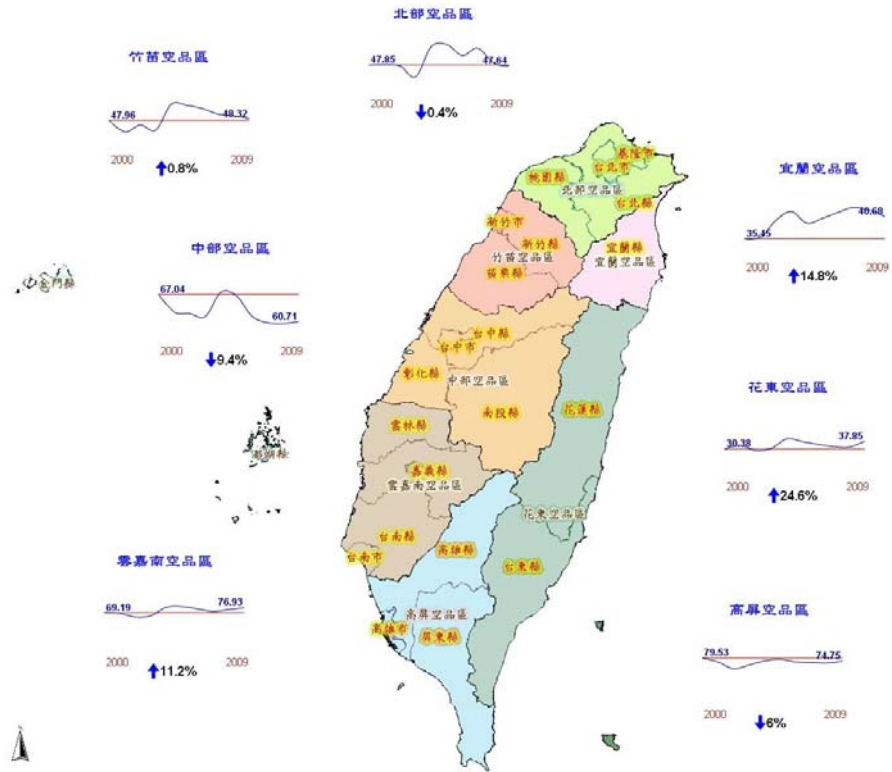 北部空品區
47.85
47.64
2000
2009
0.4%
竹苗空品區
47.96
48.32
2000
2009
0.8%
宜蘭空品區
35.45
40.68
2000
2009
14.8%
中部空品區
67.04
60.71
2000
2009
9.4%
花東空品區
30.38
37.85
2000
2009
24.6%
雲嘉南空品區
69.19
76.93
2000
2009
11.2%
高屏空品區
79.53
74.75
2000
2009
6%
基隆市
台北市
桃園縣
北部空品區
台北縣
新竹市
新竹縣
竹苗空品區
苗栗縣
宜蘭縣
宜蘭空品區
金門縣
台中縣
台中市
彰化縣
中部空品區
南投縣
花蓮縣
雲林縣
澎湖縣
嘉義縣
雲嘉南空品區
花東空品區
台南縣
台南市
高雄縣
台東縣
高屏空品區
高雄市
屏東縣
N